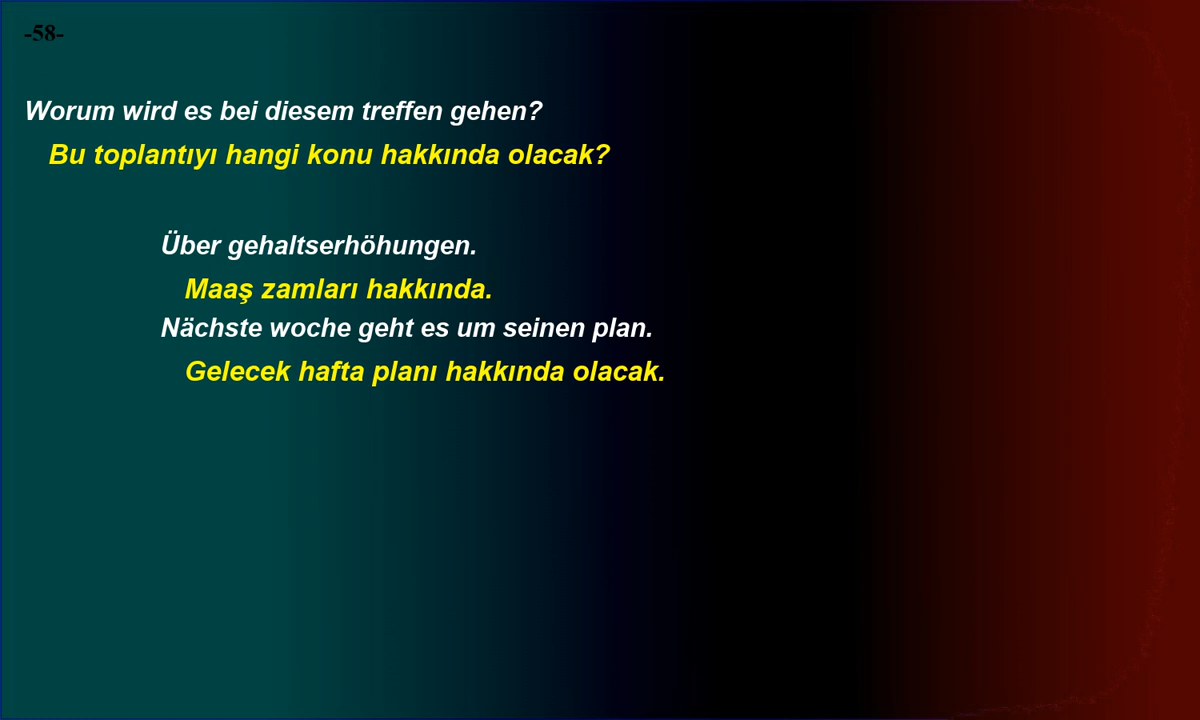 -58-
Worum wird es bei diesem treffen gehen?
Bu toplantıyı hangi konu hakkında olacak?
Über gehaltserhöhungen.
Maaş zamları hakkında.
Nächste woche geht es um seinen plan.
Gelecek hafta planı hakkında olacak.